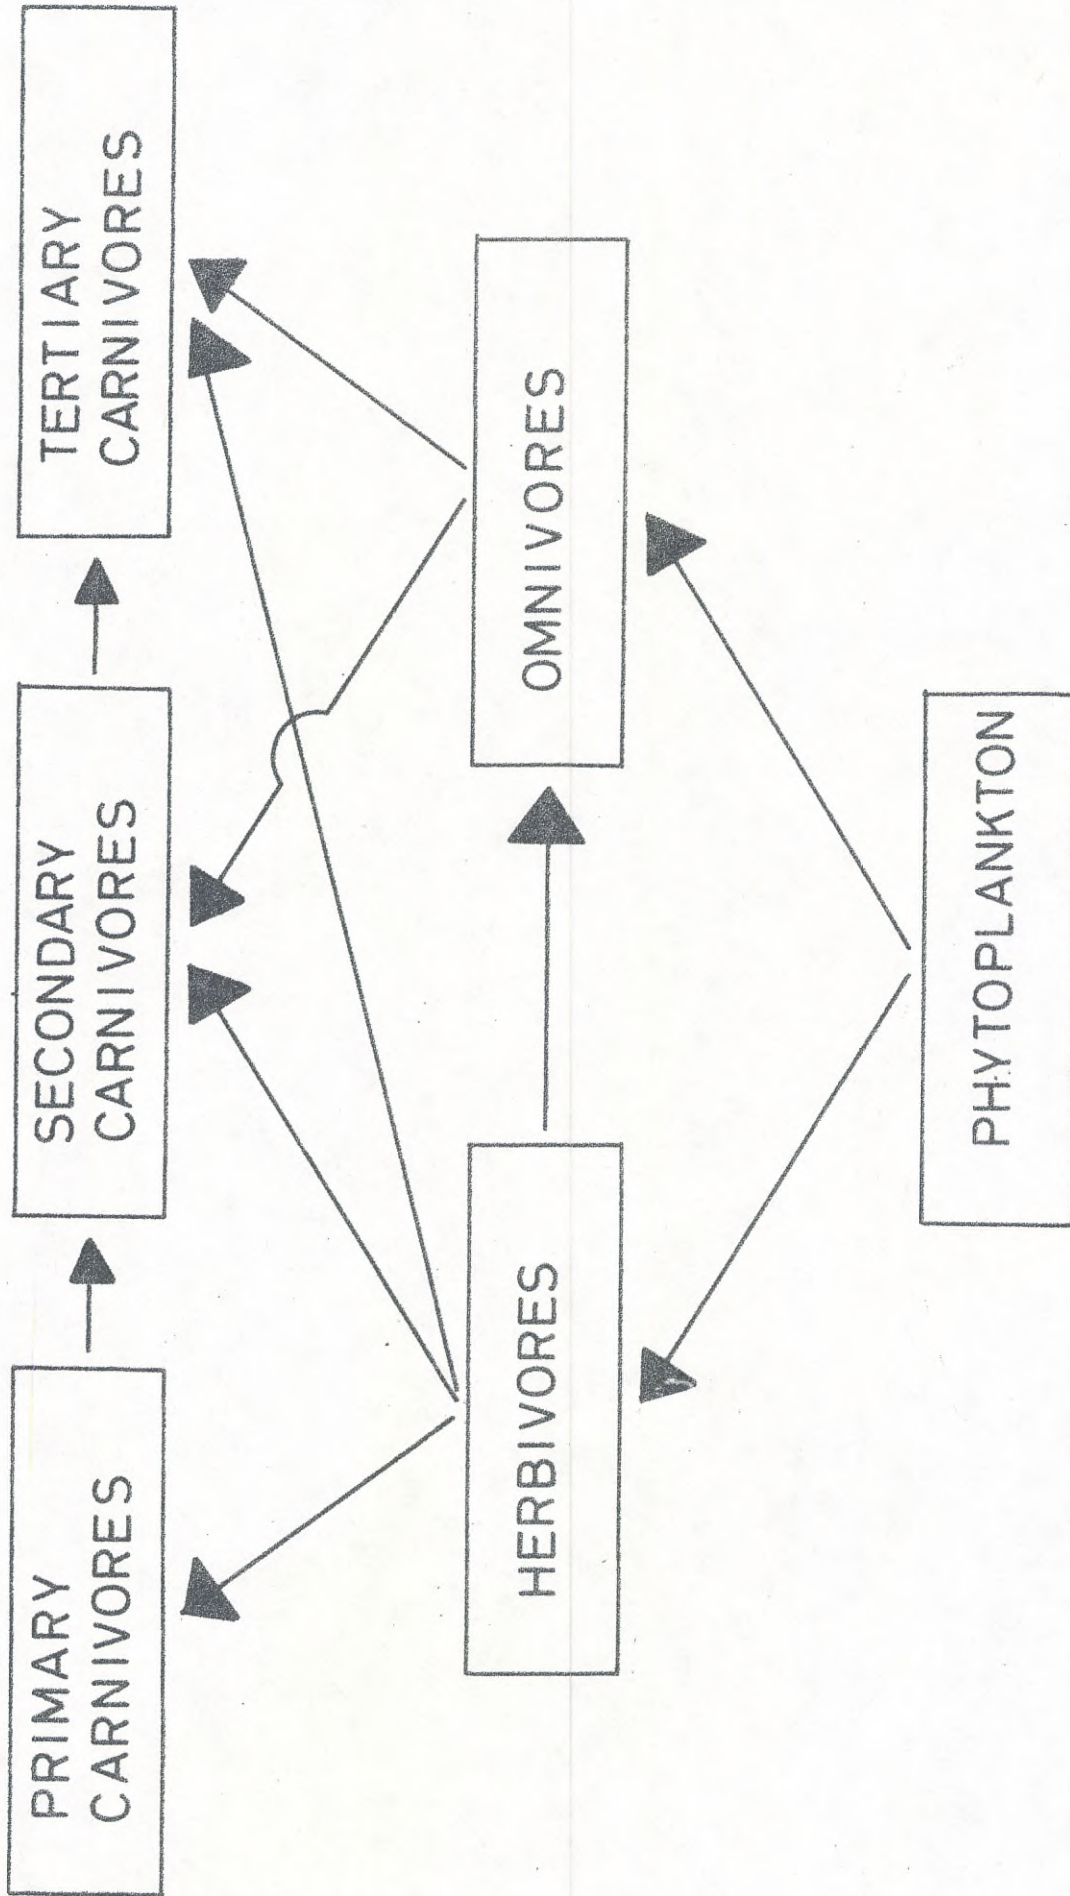 PRIMARY
CARNIVORES
SECONDARY
CARNIVORES
TERTIARY
CARNIVORES
HERBIVORES
OMNIVORES
PHYTOPLANKTON